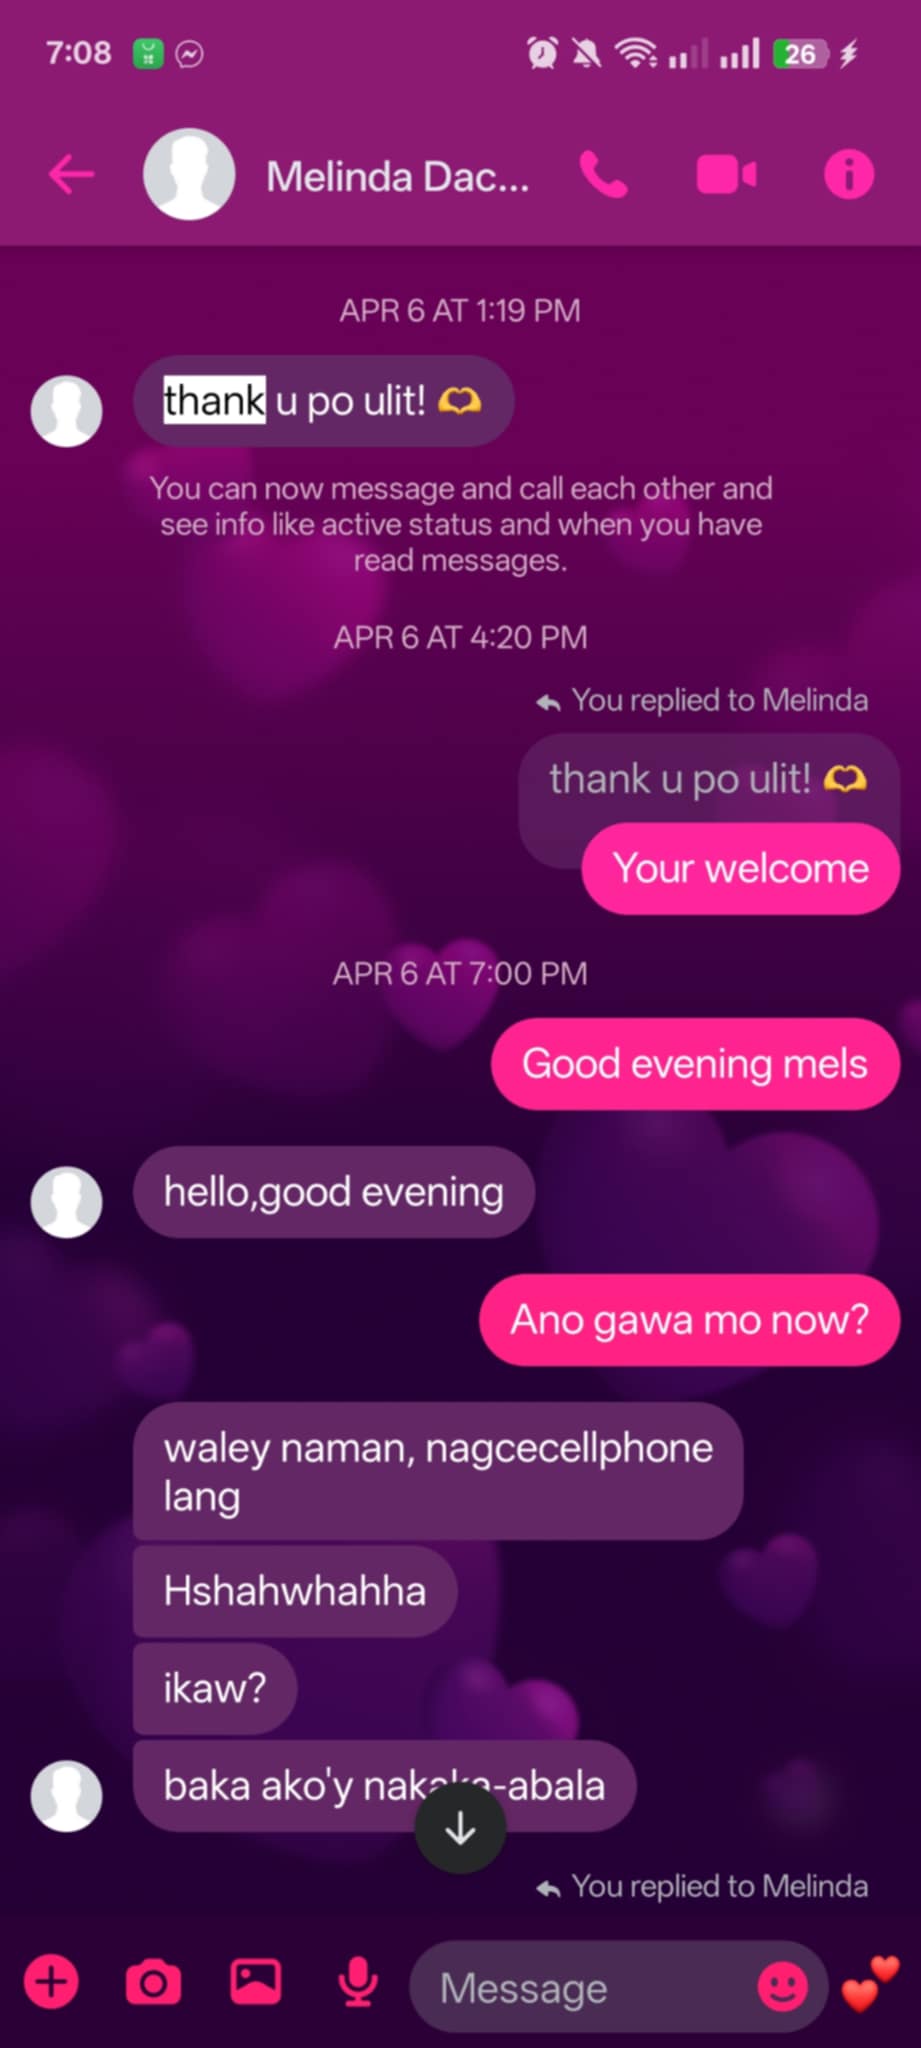 7:08
26
Melinda Dac...
APR 6 AT 1:19 PM
thank u po ulit! 🫶
You can now message and call each other and
see info like active status and when you have
read messages.
APR 6 AT 4:20 PM
You replied to Melinda
thank u po ulit! 🫶
Your welcome
APR 6 AT 7:00 PM
Good evening mels
hello,good evening
Ano gawa mo now?
waley naman, nagcecellphone
lang
Hshahwhahha
ikaw?
baka ako'y nakaka-abala
You replied to Melinda
Message